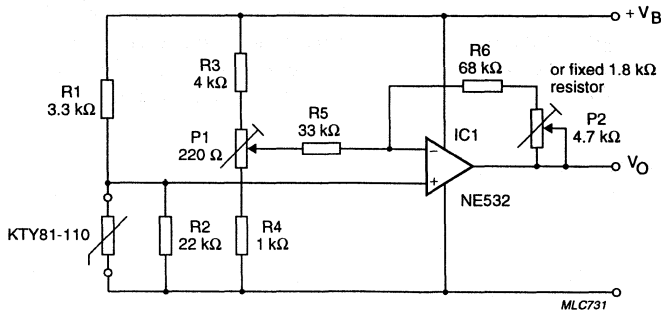 + V_B
R3
4 kΩ
R6
68 kΩ
or fixed 1.8 kΩ
resistor
R1
3.3 kΩ
P1
220 Ω
R5
33 kΩ
IC1
P2
4.7 kΩ
−
+
V_O
NE532
KTY81-110
R2
22 kΩ
R4
1 kΩ
MLC731